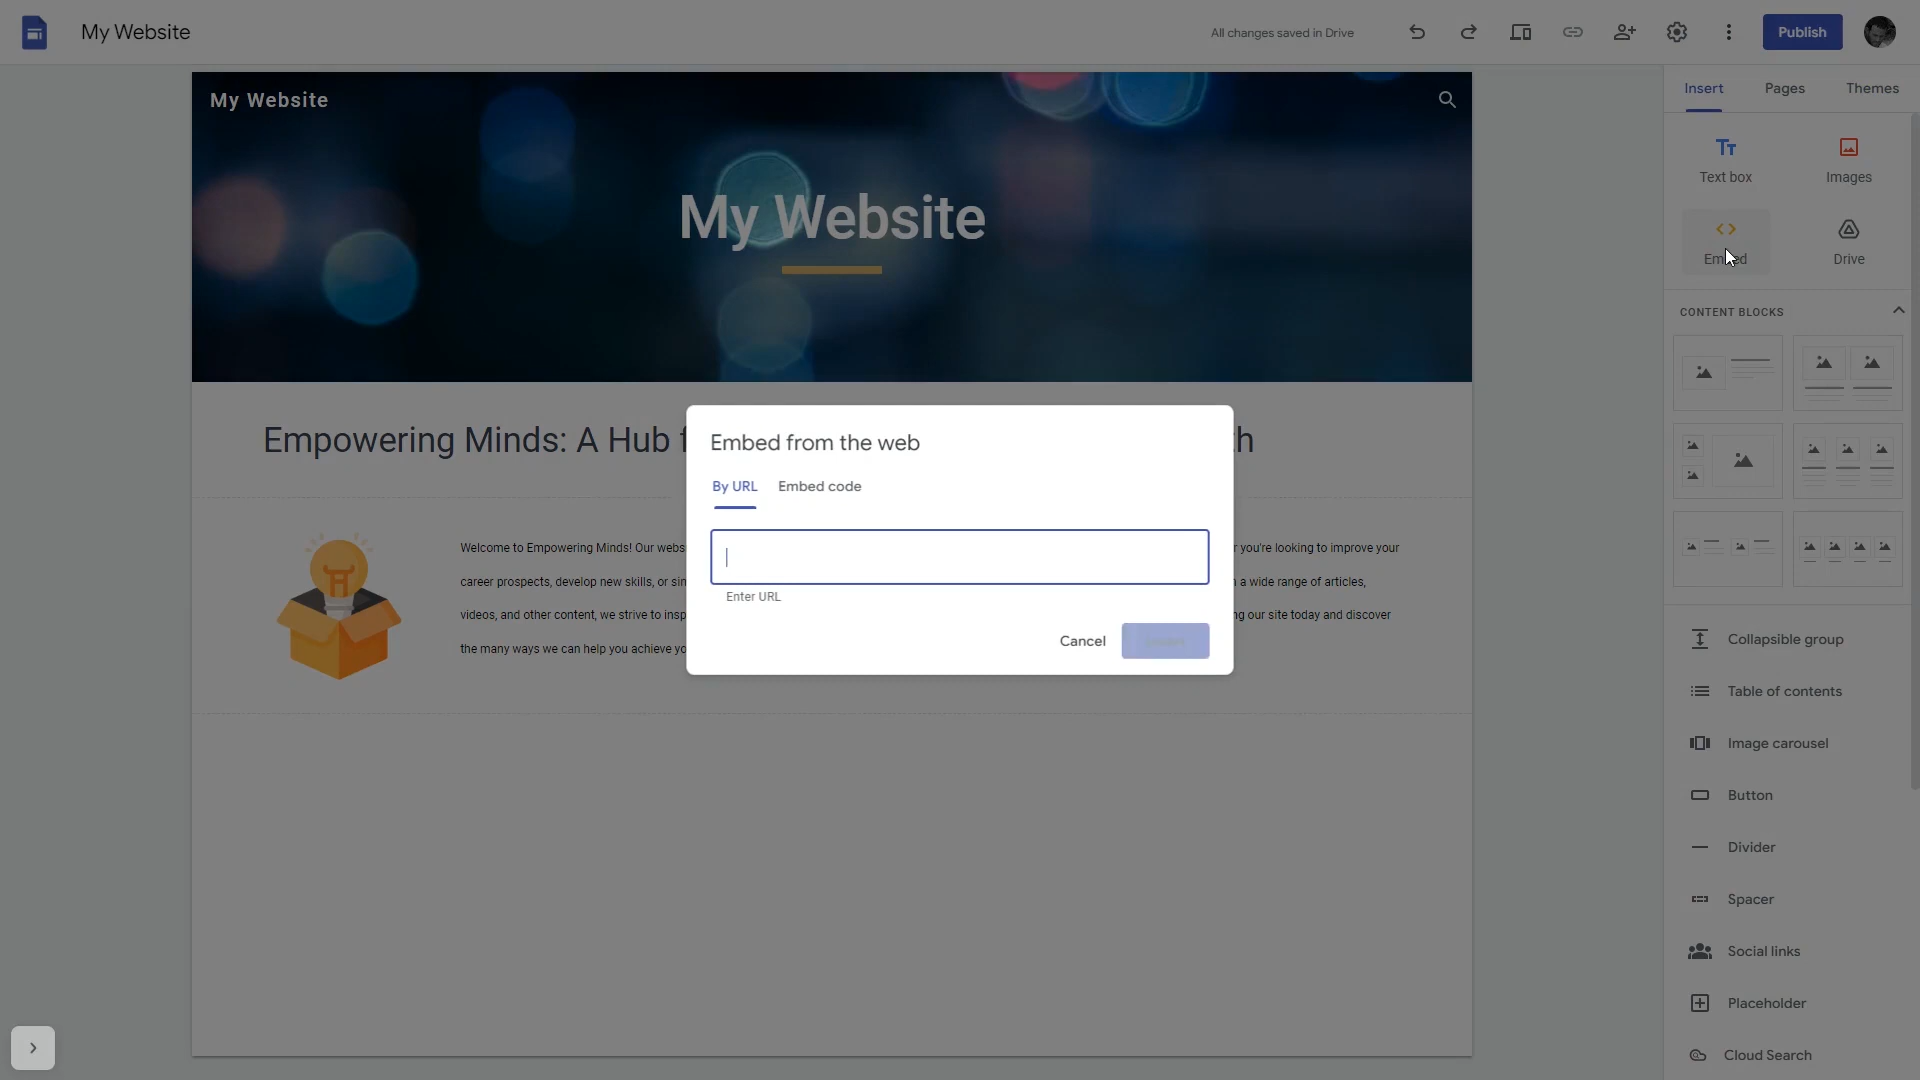 My Website
All changes saved in Drive
Publish
My Website
My Website
Insert
Pages
Themes
Text box
Images
Embed
Drive
CONTENT BLOCKS
Empowering Minds: A Hub
Embed from the web
By URL
Embed code
Enter URL
Cancel
Welcome to Empowering Minds! Our
you're looking to improve your
career prospects, develop new skills, or
a wide range of articles,
videos, and other content, we strive to
our site today and discover
the many ways we can help you achieve
Collapsible group
Table of contents
Image carousel
Button
Divider
Spacer
Social links
Placeholder
Cloud Search